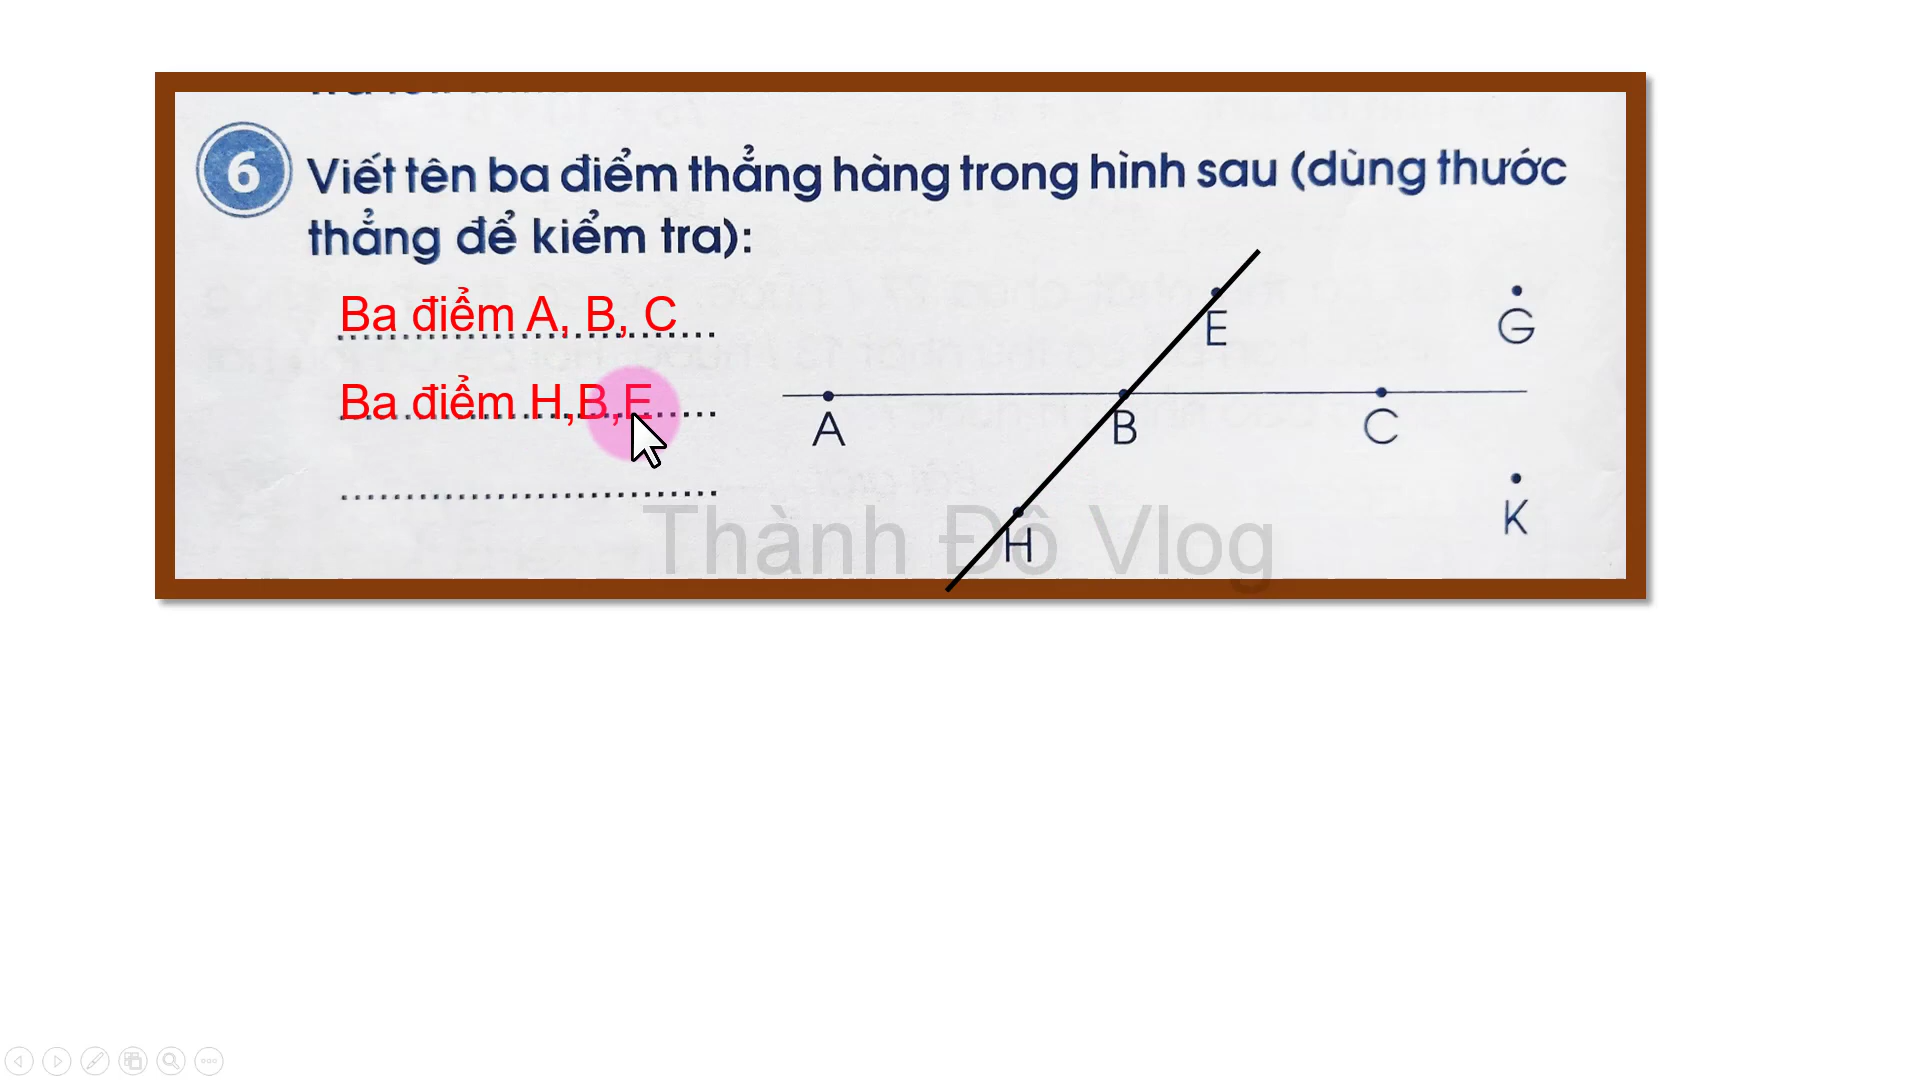 6 Viết tên ba điểm thẳng hàng trong hình sau (dùng thước
thẳng để kiểm tra):
Ba điểm A, B, C
Ba điểm H,B,E
E
G
A
B
C
K
H
Thành Đô Vlog